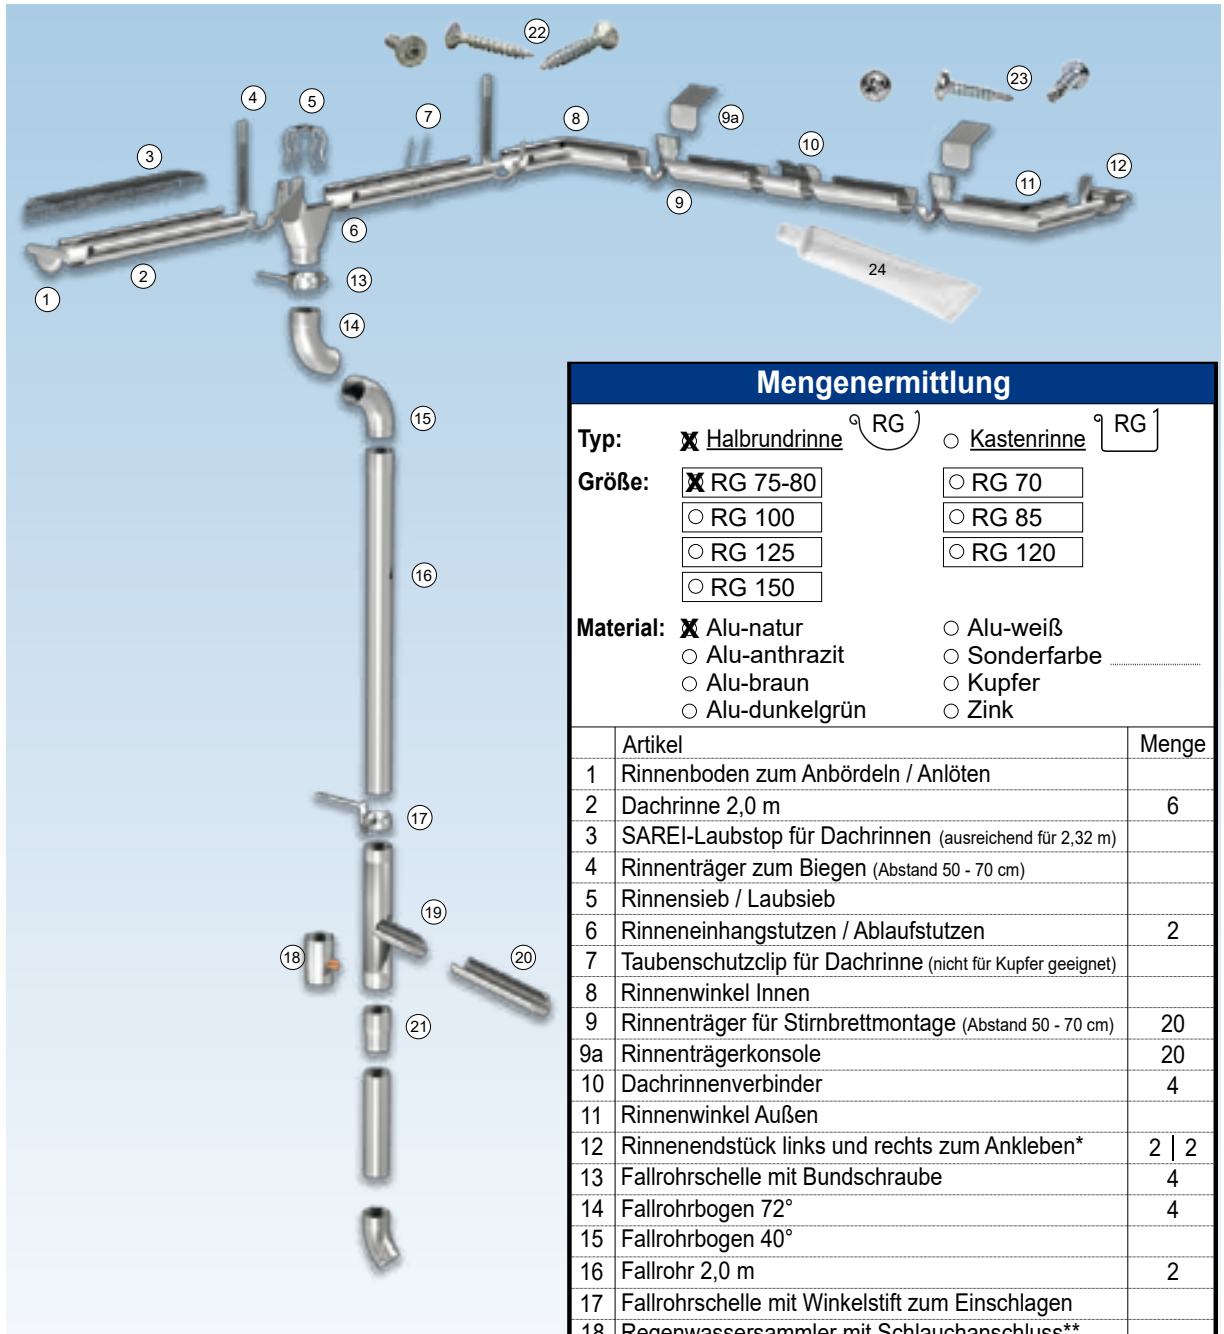 22
4
5
7
8
9a
23
3
10
12
11
9
6
2
13
1
24
14
15
16
17
19
18
20
21
Mengenermittlung
Typ: X Halbrundrinne RG Kastenrinne RG
Größe: X RG 75-80 RG 70
RG 100 RG 85
RG 125 RG 120
RG 150
Material: X Alu-natur Alu-weiß
Alu-anthrazit Sonderfarbe
Alu-braun Kupfer
Alu-dunkelgrün Zink
Artikel Menge
1 Rinnenboden zum Anbördeln / Anlöten
2 Dachrinne 2,0 m 6
3 SAREI-Laubstop für Dachrinnen (ausreichend für 2,32 m)
4 Rinnenträger zum Biegen (Abstand 50 - 70 cm)
5 Rinnensieb / Laubsieb
6 Rinneneinhangstutzen / Ablaufstutzen 2
7 Taubenschutzclip für Dachrinne (nicht für Kupfer geeignet)
8 Rinnenwinkel Innen
9 Rinnenträger für Stirnbrettmontage (Abstand 50 - 70 cm) 20
9a Rinnenträgerkonsole 20
10 Dachrinnenverbinder 4
11 Rinnenwinkel Außen
12 Rinnenendstück links und rechts zum Ankleben* 2 | 2
13 Fallrohrschelle mit Bundschraube 4
14 Fallrohrbogen 72° 4
15 Fallrohrbogen 40°
16 Fallrohr 2,0 m 2
17 Fallrohrschelle mit Winkelstift zum Einschlagen
18 Regenwassersammler mit Schlauchanschluss**